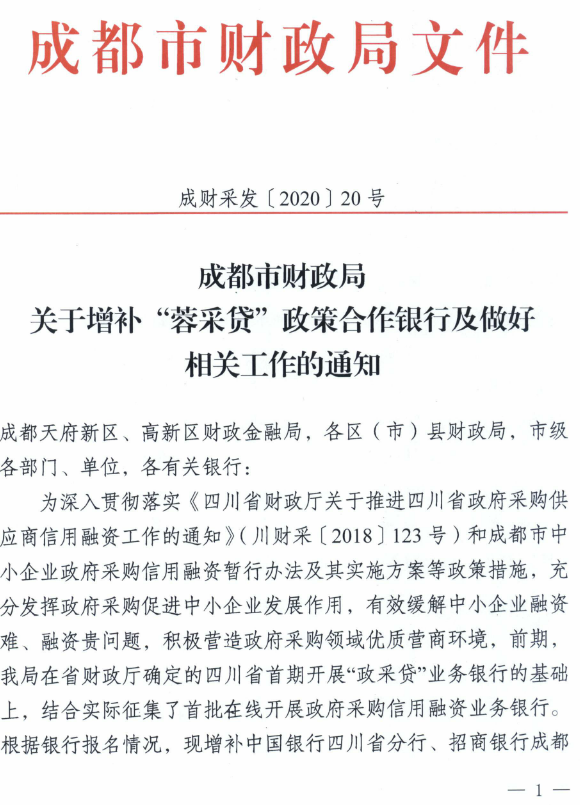 成都市财政局文件
成财采发〔2020〕20号
成都市财政局
关于增补“蓉采贷”政策合作银行及做好
相关工作的通知
成都天府新区、高新区财政金融局，各区（市）县财政局，市级
各部门、单位，各有关银行：
为深入贯彻落实《四川省财政厅关于推进四川省政府采购供
应商信用融资工作的通知》（川财采〔2018〕123号）和成都市中
小企业政府采购信用融资暂行办法及其实施方案等政策措施，充
分发挥政府采购促进中小企业发展作用，有效缓解中小企业融资
难、融资贵问题，积极营造政府采购领域优质营商环境，前期，
我局在省财政厅确定的四川省首期开展“政采贷”业务银行的基础
上，结合实际征集了首批在线开展政府采购信用融资业务银行。
根据银行报名情况，现增补中国银行四川省分行、招商银行成都
— 1 —